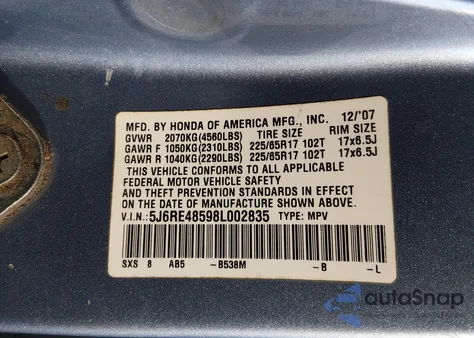 MFD. BY HONDA OF AMERICA MFG., INC. 12/'07
GVWR 2070KG(4560LBS) TIRE SIZE RIM SIZE
GAWR F 1050KG(2310LBS) 225/65R17 102T 17x6.5J
GAWR R 1040KG(2290LBS) 225/65R17 102T 17x6.5J
THIS VEHICLE CONFORMS TO ALL APPLICABLE
FEDERAL MOTOR VEHICLE SAFETY
AND THEFT PREVENTION STANDARDS IN EFFECT
ON THE DATE OF MANUFACTURE SHOWN ABOVE.
V.I.N.:5J6RE48598L002835 TYPE: MPV
SXS 8 AB5 -B538M -B -L
autoSnap